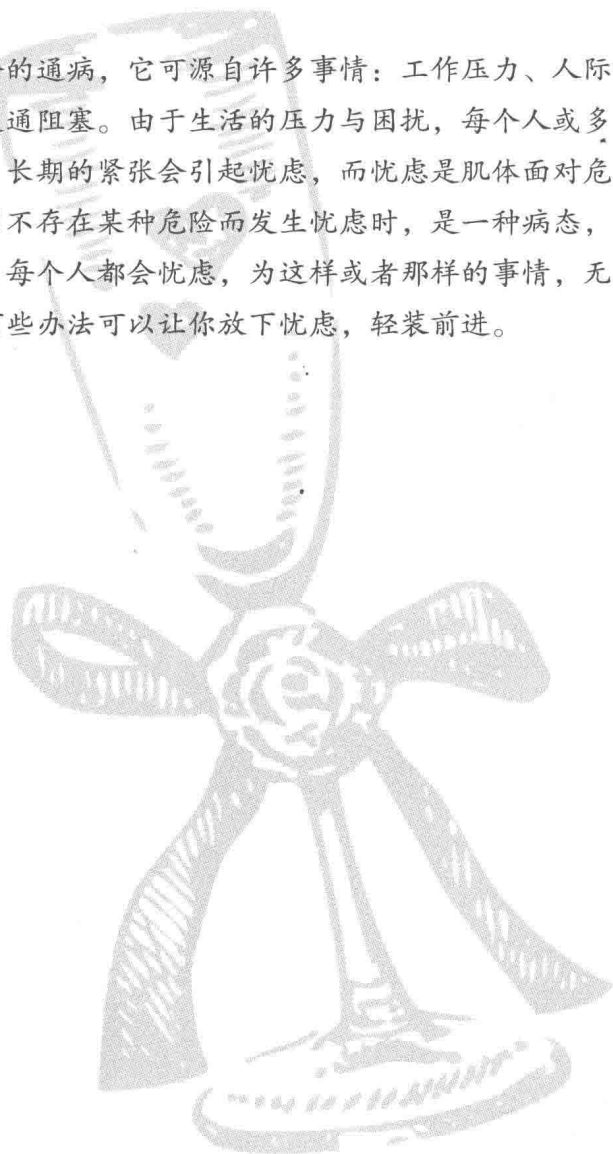 的通病，它可源自许多事情：工作压力、人际
通阻塞。由于生活的压力与困扰，每个人或多
长期的紧张会引起忧虑，而忧虑是肌体面对危
不存在某种危险而发生忧虑时，是一种病态，
每个人都会忧虑，为这样或者那样的事情，无
些办法可以让你放下忧虑，轻装前进。